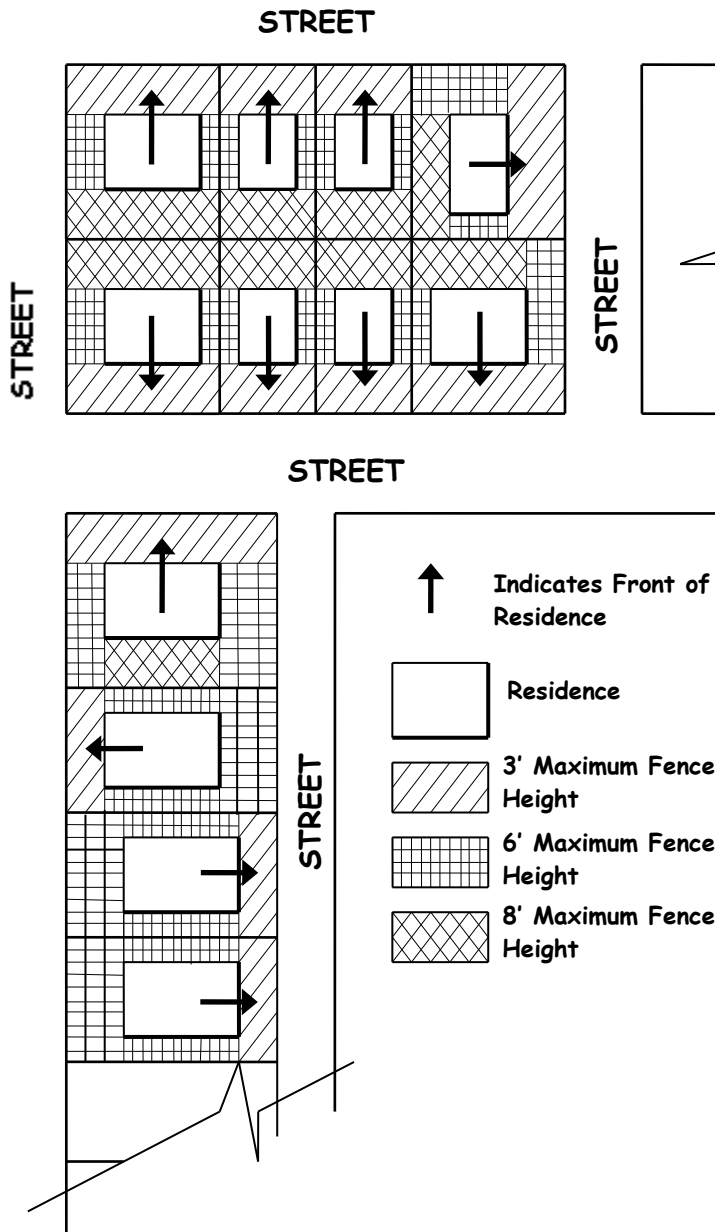 STREET
STREET
STREET
STREET
Indicates Front of
Residence
Residence
STREET
3' Maximum Fence
Height
6' Maximum Fence
Height
8' Maximum Fence
Height